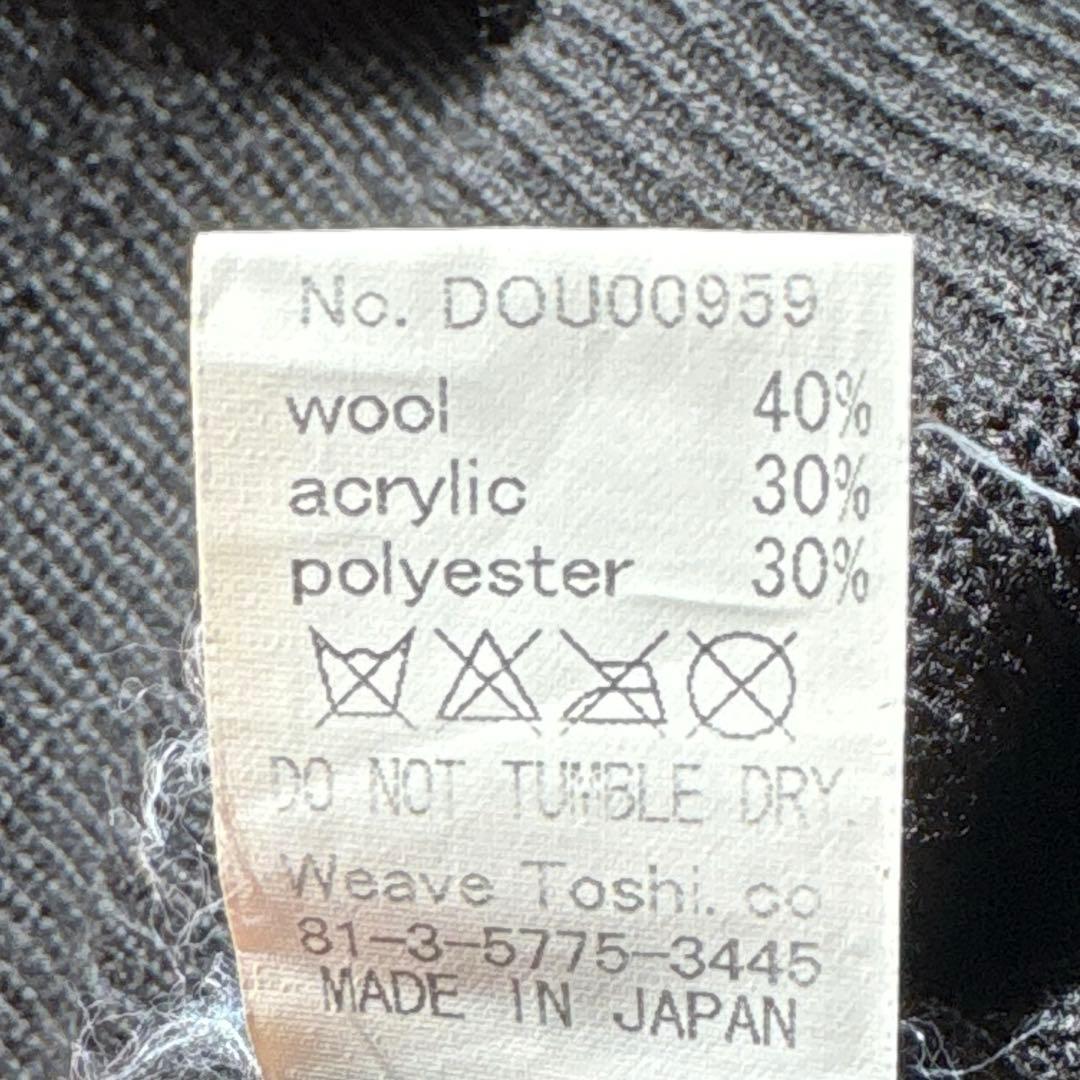 No. DOU00959
wool 40%
acrylic 30%
polyester 30%
DO NOT TUMBLE DRY.
Weave Toshi. co
81-3-5775-3445
MADE IN JAPAN